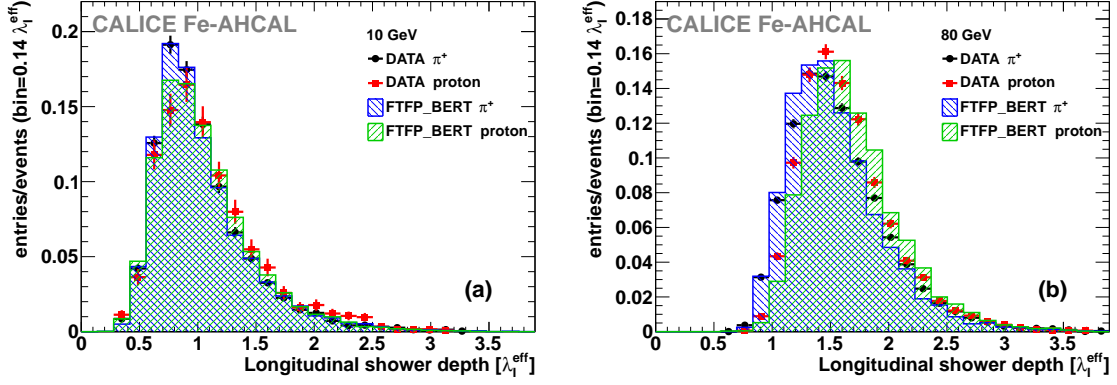 CALICE Fe-AHCAL
10 GeV
DATA π⁺
DATA proton
FTFP_BERT π⁺
FTFP_BERT proton
entries/events (bin=0.14 λ_I^eff)
0.2
0.15
0.1
0.05
0
(a)
0 0.5 1 1.5 2 2.5 3 3.5
Longitudinal shower depth [λ_I^eff]
CALICE Fe-AHCAL
80 GeV
DATA π⁺
DATA proton
FTFP_BERT π⁺
FTFP_BERT proton
entries/events (bin=0.14 λ_I^eff)
0.18
0.16
0.14
0.12
0.1
0.08
0.06
0.04
0.02
0
(b)
0 0.5 1 1.5 2 2.5 3 3.5
Longitudinal shower depth [λ_I^eff]